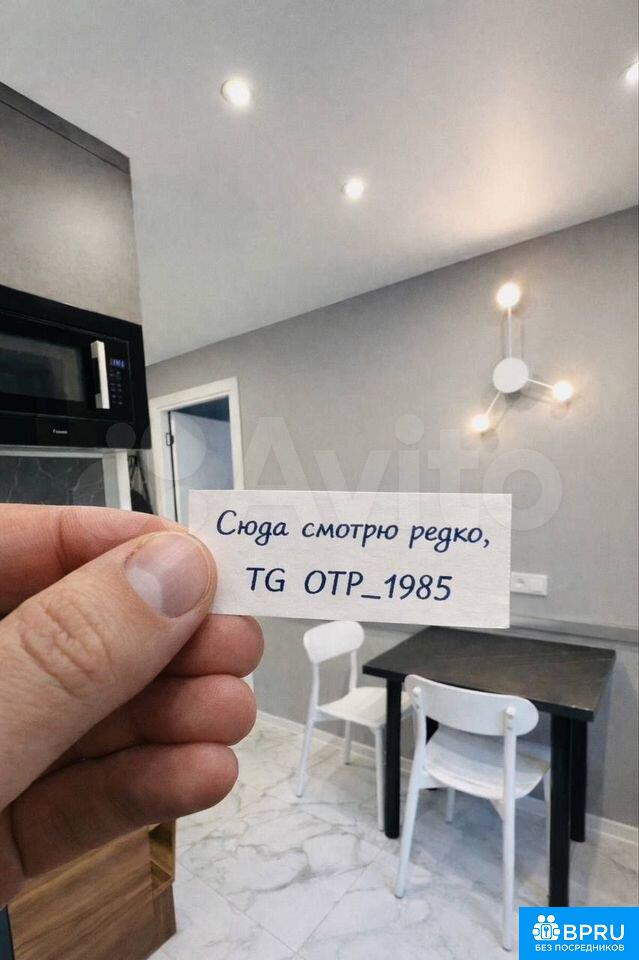 Avito
Сюда смотрю редко,
TG OTP_1985
BPRU
БЕЗ ПОСРЕДНИКОВ